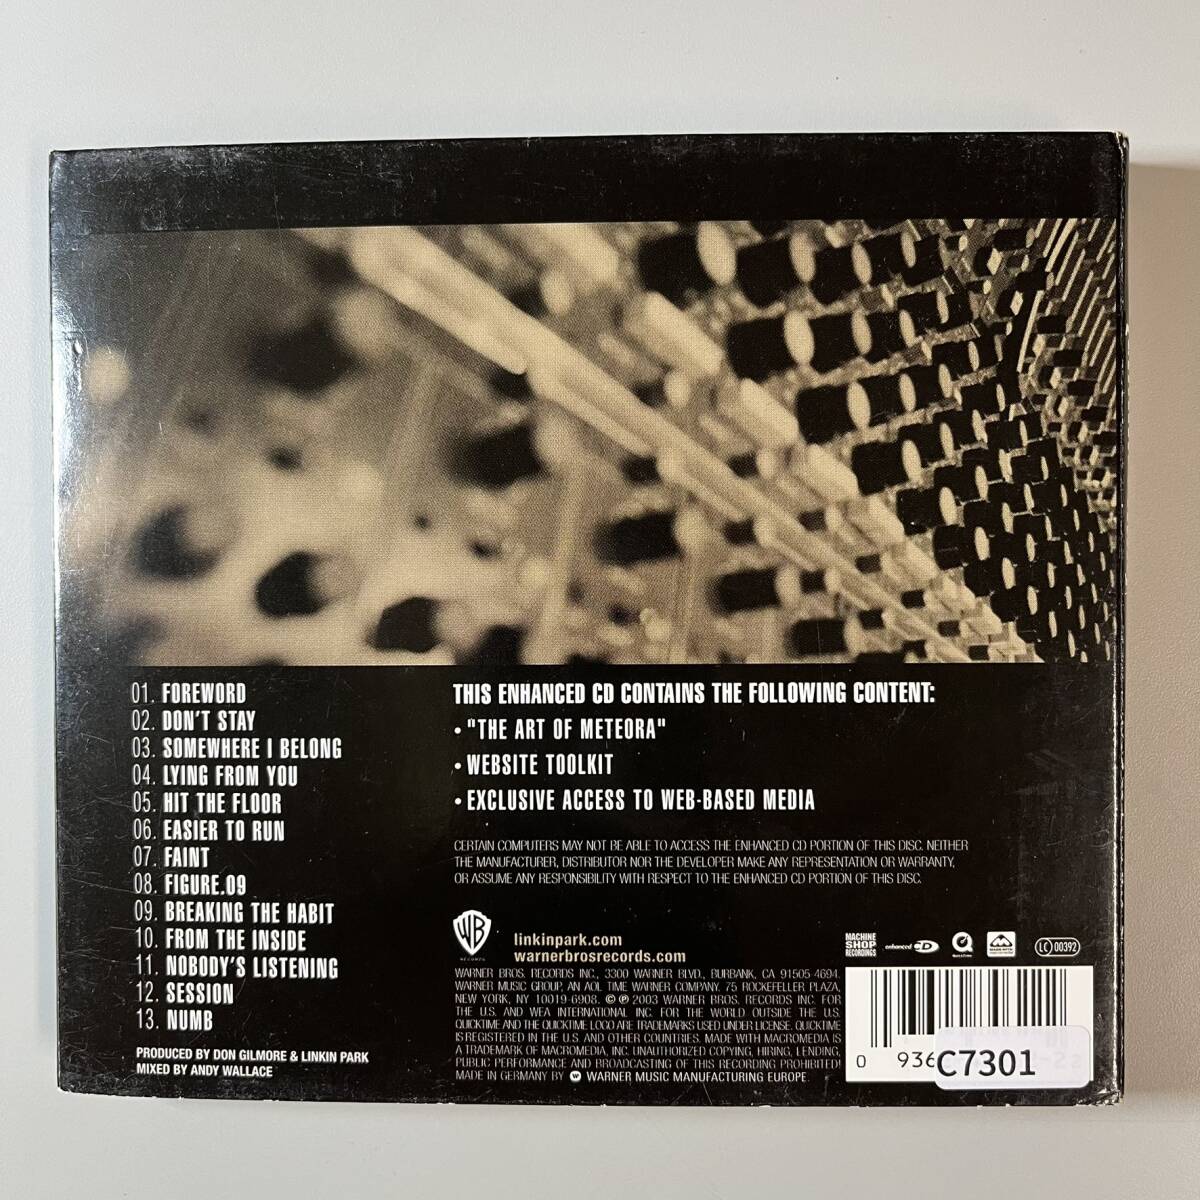 01. FOREWORD
02. DON'T STAY
03. SOMEWHERE I BELONG
04. LYING FROM YOU
05. HIT THE FLOOR
06. EASIER TO RUN
07. FAINT
08. FIGURE.09
09. BREAKING THE HABIT
10. FROM THE INSIDE
11. NOBODY'S LISTENING
12. SESSION
13. NUMB
PRODUCED BY DON GILMORE & LINKIN PARK
MIXED BY ANDY WALLACE
THIS ENHANCED CD CONTAINS THE FOLLOWING CONTENT:
• "THE ART OF METEORA"
• WEBSITE TOOLKIT
• EXCLUSIVE ACCESS TO WEB-BASED MEDIA
CERTAIN COMPUTERS MAY NOT BE ABLE TO ACCESS THE ENHANCED CD PORTION OF THIS DISC. NEITHER
THE MANUFACTURER, DISTRIBUTOR NOR THE DEVELOPER MAKE ANY REPRESENTATION OR WARRANTY,
OR ASSUME ANY RESPONSIBILITY WITH RESPECT TO THE ENHANCED CD PORTION OF THIS DISC.
WB
RECORDS
linkinpark.com
warnerbrosrecords.com
WARNER BROS. RECORDS INC., 3300 WARNER BLVD., BURBANK, CA 91505-4694.
WARNER MUSIC GROUP, AN AOL TIME WARNER COMPANY. 75 ROCKEFELLER PLAZA,
NEW YORK, NY 10019-6908. © ℗ 2003 WARNER BROS. RECORDS INC. FOR
THE U.S. AND WEA INTERNATIONAL INC. FOR THE WORLD OUTSIDE THE U.S.
QUICKTIME AND THE QUICKTIME LOGO ARE TRADEMARKS USED UNDER LICENSE. QUICKTIME
IS REGISTERED IN THE U.S. AND OTHER COUNTRIES. MADE WITH MACROMEDIA IS
A TRADEMARK OF MACROMEDIA, INC. UNAUTHORIZED COPYING, HIRING, LENDING,
PUBLIC PERFORMANCE AND BROADCASTING OF THIS RECORDING PROHIBITED!
MADE IN GERMANY BY WARNER MUSIC MANUFACTURING EUROPE.
MACHINE
SHOP
RECORDINGS
enhanced CD
LC 00392
0 936
C7301